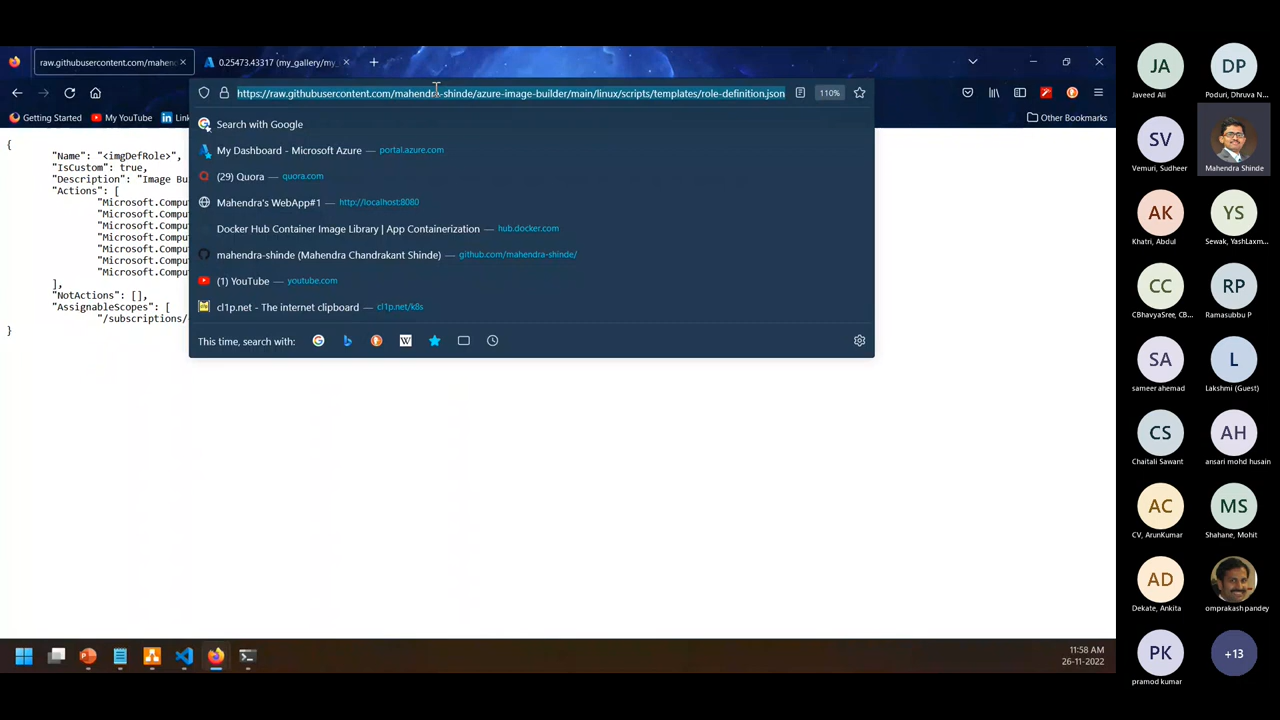 raw.githubusercontent.com/mahend
0.25473.43317 (my_gallery/my_
https://raw.githubusercontent.com/mahendra-shinde/azure-image-builder/main/linux/scripts/templates/role-definition.json
110%
Getting Started
My YouTube
Link
Other Bookmarks
Search with Google
My Dashboard - Microsoft Azure — portal.azure.com
(29) Quora — quora.com
Mahendra's WebApp#1 — http://localhost:8080
Docker Hub Container Image Library | App Containerization — hub.docker.com
mahendra-shinde (Mahendra Chandrakant Shinde) — github.com/mahendra-shinde/
(1) YouTube — youtube.com
cl1p.net - The internet clipboard — cl1p.net/k8s
This time, search with:
{
"Name": "<imgDefRole>",
"IsCustom": true,
"Description": "Image Bu
"Actions": [
"Microsoft.Compu
"Microsoft.Compu
"Microsoft.Compu
"Microsoft.Compu
"Microsoft.Compu
"Microsoft.Compu
"Microsoft.Compu
],
"NotActions": [],
"AssignableScopes": [
"/subscriptions/
]
}
11:58 AM
26-11-2022
JA
Javeed Ali
DP
Poduri, Dhruva N...
SV
Vemuri, Sudheer
Mahendra Shinde
AK
Khatri, Abdul
YS
Sewak, YashLaxm...
CC
CBhavyaSree, CB...
RP
Ramasubbu P
SA
sameer ahemad
L
Lakshmi (Guest)
CS
Chaitali Sawant
AH
ansari mohd husain
AC
CV, ArunKumar
MS
Shahane, Mohit
AD
Dekate, Ankita
omprakash pandey
PK
pramod kumar
+13